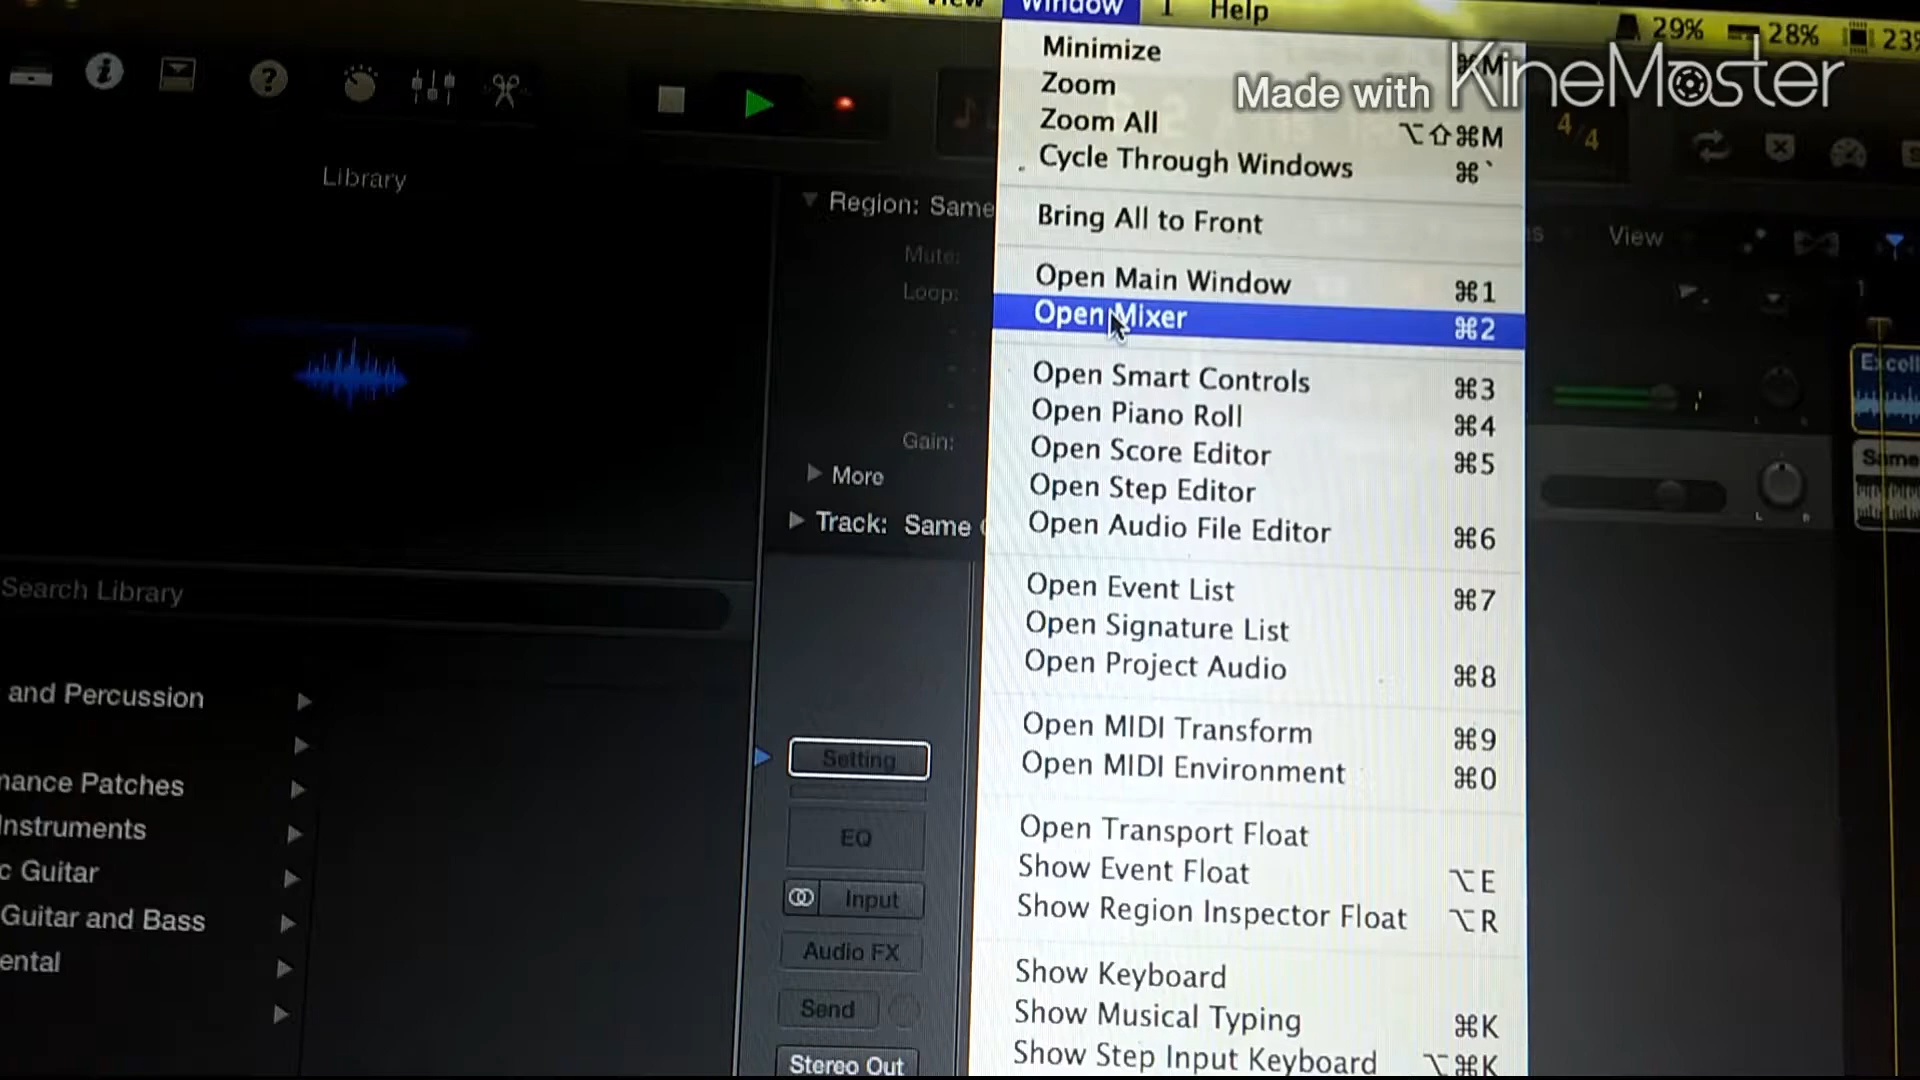 View
Window
1
Help
29%
28%
Made with KineMaster
Minimize
⌘M
Zoom
Zoom All
⌥⇧⌘M
Cycle Through Windows
⌘`
Bring All to Front
Open Main Window
⌘1
Open Mixer
⌘2
Open Smart Controls
⌘3
Open Piano Roll
⌘4
Open Score Editor
⌘5
Open Step Editor
Open Audio File Editor
⌘6
Open Event List
⌘7
Open Signature List
Open Project Audio
⌘8
Open MIDI Transform
⌘9
Open MIDI Environment
⌘0
Open Transport Float
Show Event Float
⌥E
Show Region Inspector Float
⌥R
Show Keyboard
Show Musical Typing
⌘K
Show Step Input Keyboard
⌥⌘K
Library
Search Library
and Percussion
mance Patches
Instruments
c Guitar
Guitar and Bass
ental
Region: Same
Mute:
Loop:
Gain:
More
Track: Same
Setting
EQ
Input
Audio FX
Send
Stereo Out
4/4
View
1
L R
Excell
Same